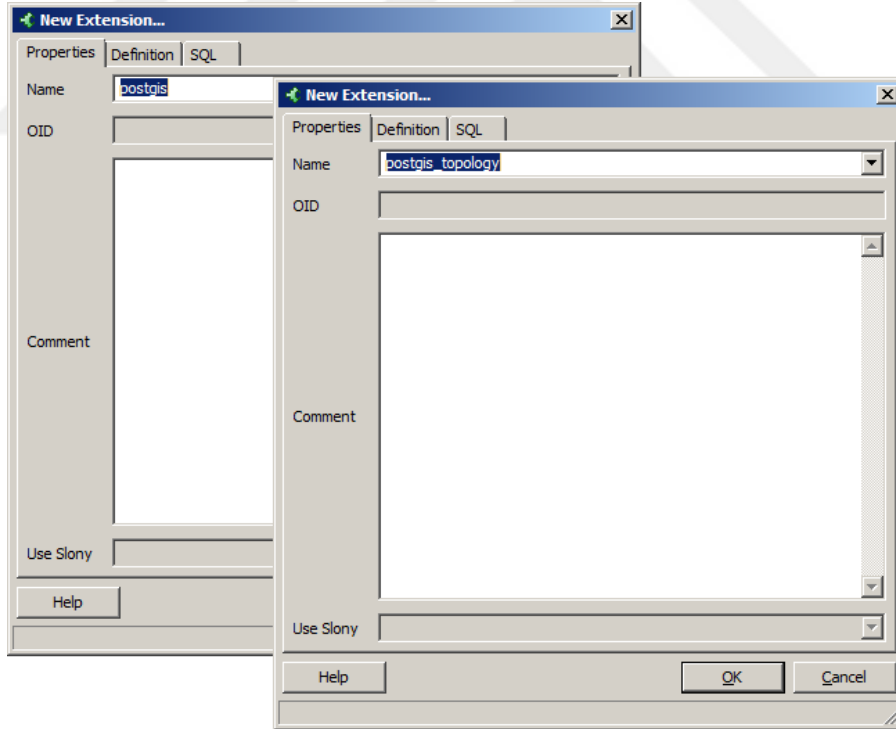 New Extension...
Properties Definition SQL
Name postgis
OID
Comment
Use Slony
Help
New Extension...
Properties Definition SQL
Name postgis_topology
OID
Comment
Use Slony
Help OK Cancel